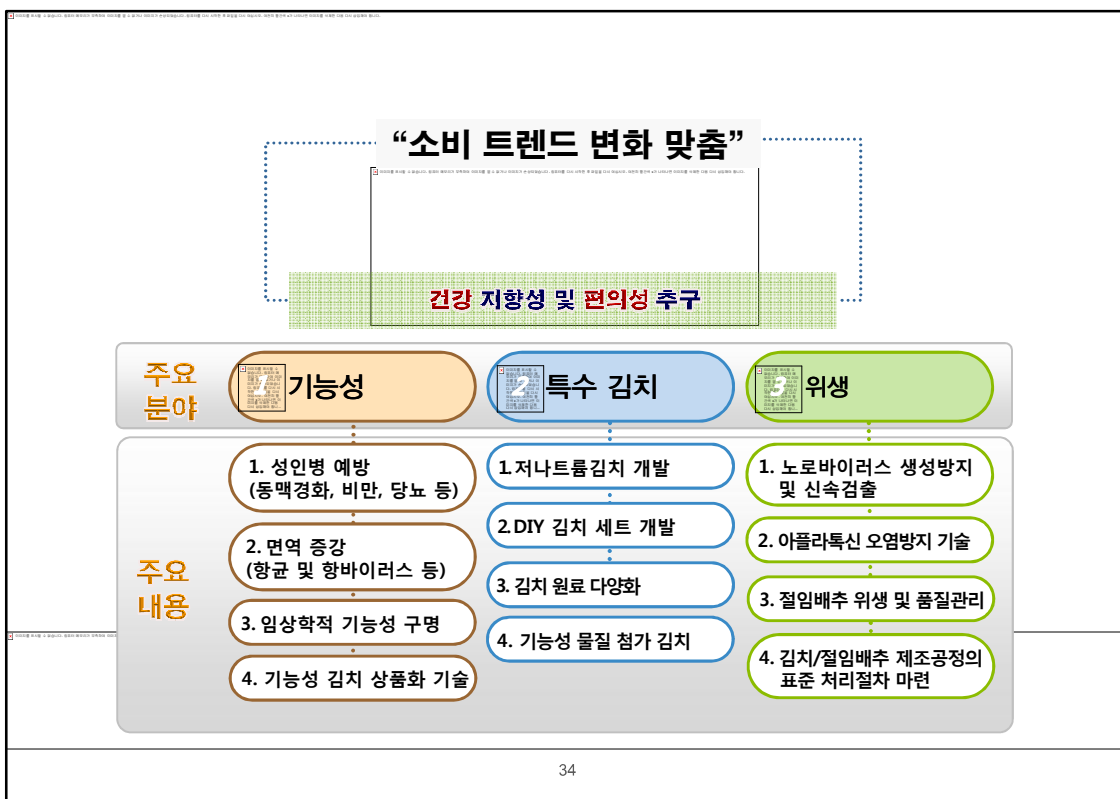 “소비 트렌드 변화 맞춤”
건강 지향성 및 편의성 추구
주요
분야
1 기능성
2 특수 김치
3 위생
주요
내용
1. 성인병 예방
(동맥경화, 비만, 당뇨 등)
2. 면역 증강
(항균 및 항바이러스 등)
3. 임상학적 기능성 구명
4. 기능성 김치 상품화 기술
1.저나트륨김치 개발
2.DIY 김치 세트 개발
3. 김치 원료 다양화
4. 기능성 물질 첨가 김치
1. 노로바이러스 생성방지
및 신속검출
2. 아플라톡신 오염방지 기술
3. 절임배추 위생 및 품질관리
4. 김치/절임배추 제조공정의
표준 처리절차 마련
34